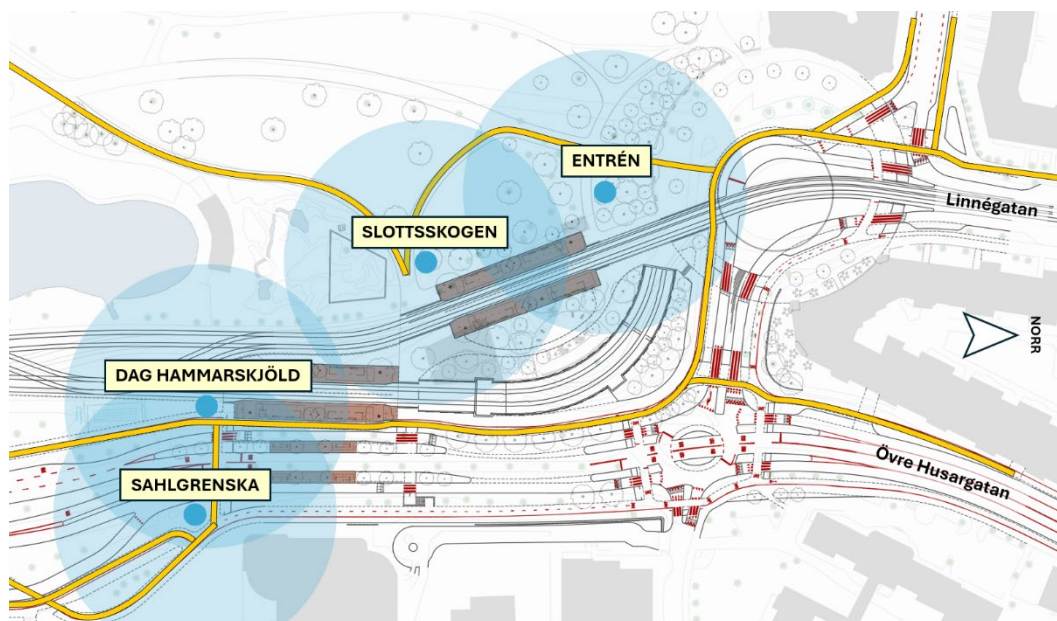 ENTRÉN
Linnégatan
SLOTTSSKOGEN
NORR
DAG HAMMARSKJÖLD
Övre Husargatan
SAHLGRENSKA